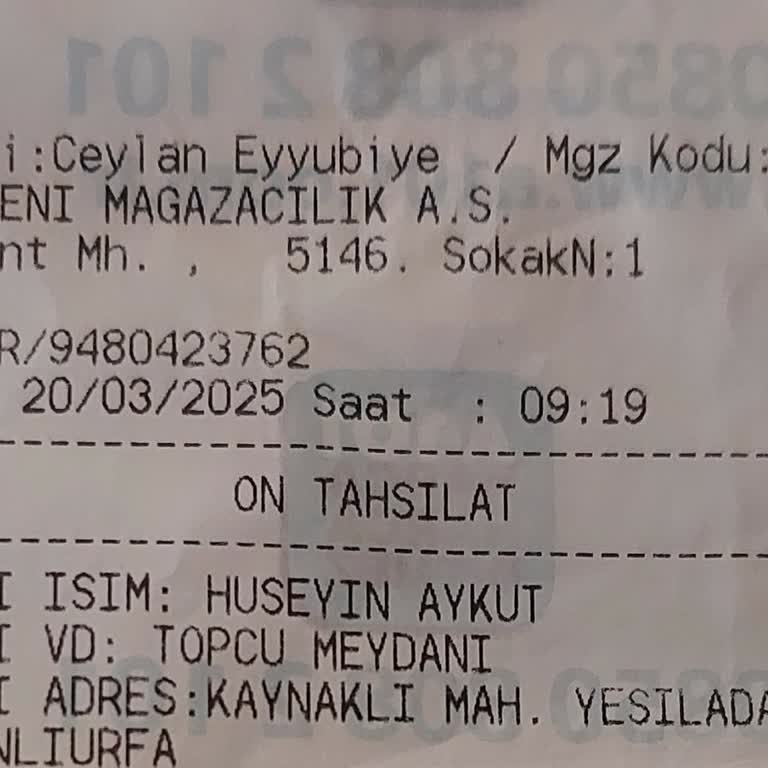 i:Ceylan Eyyubiye / Mgz Kodu:
ENI MAGAZACILIK A.S.
nt Mh. , 5146. SokakN:1
R/9480423762
20/03/2025 Saat : 09:19
ON TAHSILAT
I ISIM: HUSEYIN AYKUT
I VD: TOPCU MEYDANI
I ADRES:KAYNAKLI MAH. YESILADA
NLIURFA